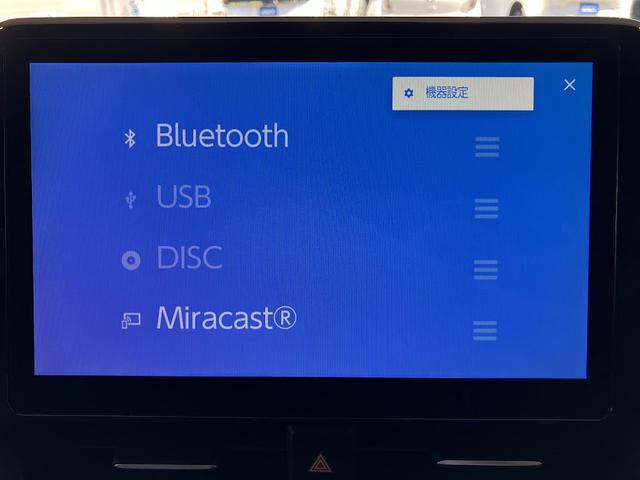 機器設定
Bluetooth
USB
DISC
Miracast®